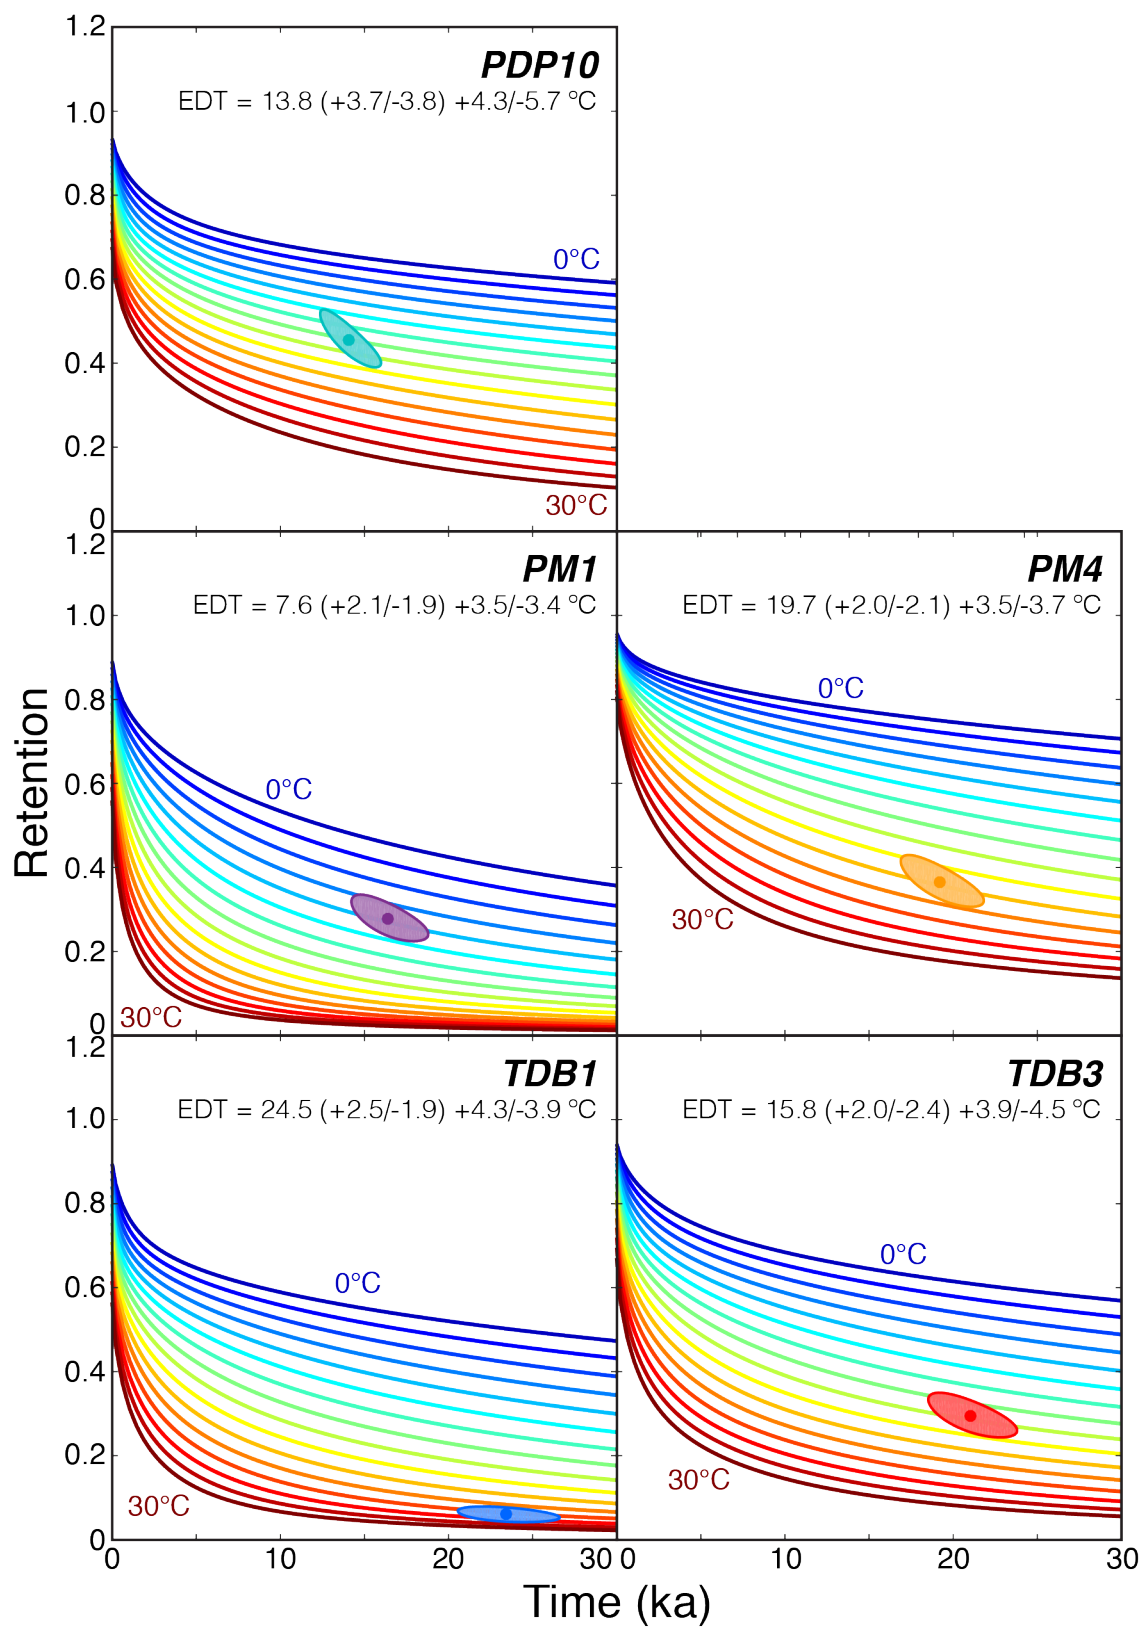 1.2
PDP10
EDT = 13.8 (+3.7/-3.8) +4.3/-5.7 °C
1.0
0.8
0°C
0.6
0.4
0.2
30°C
0
1.2
PM1
EDT = 7.6 (+2.1/-1.9) +3.5/-3.4 °C
1.0
0.8
0°C
0.6
0.4
0.2
30°C
0
PM4
EDT = 19.7 (+2.0/-2.1) +3.5/-3.7 °C
0°C
30°C
Retention
1.2
TDB1
EDT = 24.5 (+2.5/-1.9) +4.3/-3.9 °C
1.0
0.8
0°C
0.6
0.4
0.2
30°C
0
TDB3
EDT = 15.8 (+2.0/-2.4) +3.9/-4.5 °C
0°C
30°C
0 10 20 30 0 10 20 30
Time (ka)